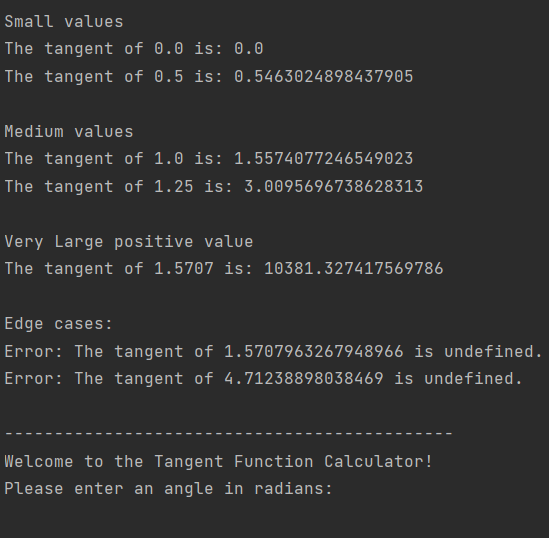 Small values
The tangent of 0.0 is: 0.0
The tangent of 0.5 is: 0.5463024898437905
Medium values
The tangent of 1.0 is: 1.5574077246549023
The tangent of 1.25 is: 3.0095696738628313
Very Large positive value
The tangent of 1.5707 is: 10381.327417569786
Edge cases:
Error: The tangent of 1.5707963267948966 is undefined.
Error: The tangent of 4.71238898038469 is undefined.
---------------------------------------------
Welcome to the Tangent Function Calculator!
Please enter an angle in radians: